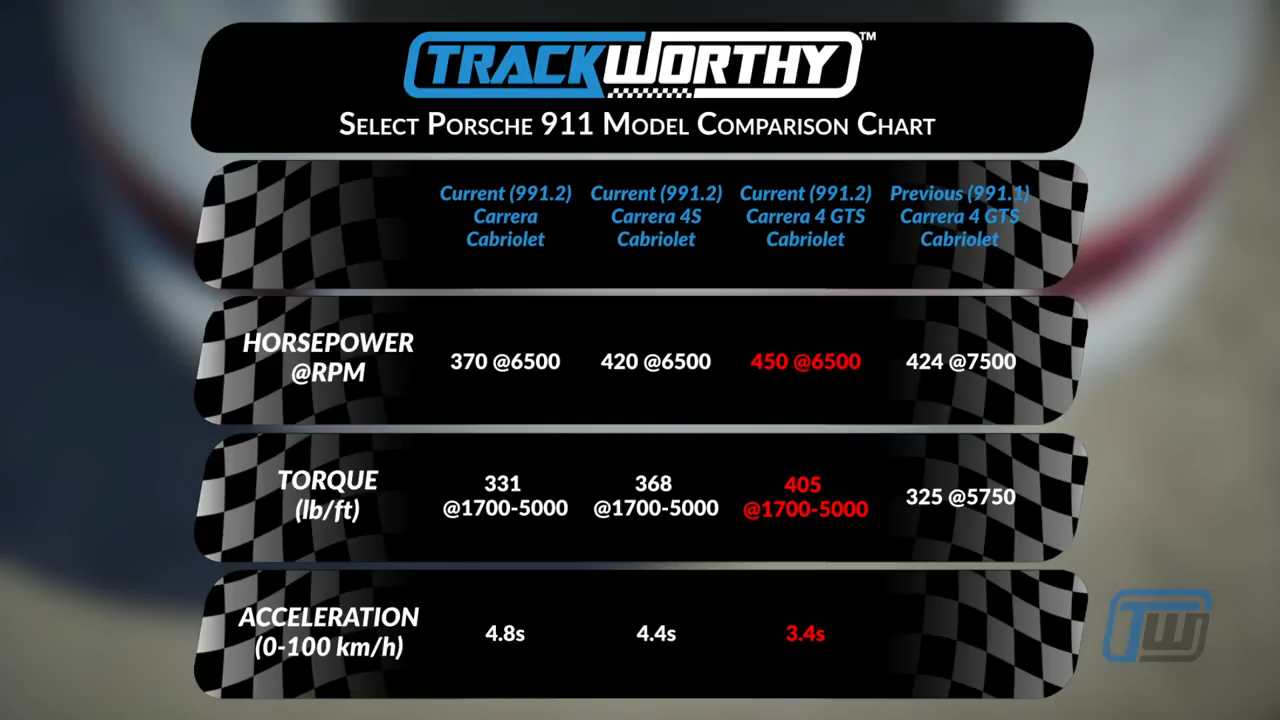 TRACKWORTHY™
SELECT PORSCHE 911 MODEL COMPARISON CHART
Current (991.2) Carrera Cabriolet
Current (991.2) Carrera 4S Cabriolet
Current (991.2) Carrera 4 GTS Cabriolet
Previous (991.1) Carrera 4 GTS Cabriolet
HORSEPOWER
@RPM
370 @6500
420 @6500
450 @6500
424 @7500
TORQUE
(lb/ft)
331
@1700-5000
368
@1700-5000
405
@1700-5000
325 @5750
ACCELERATION
(0-100 km/h)
4.8s
4.4s
3.4s
TW